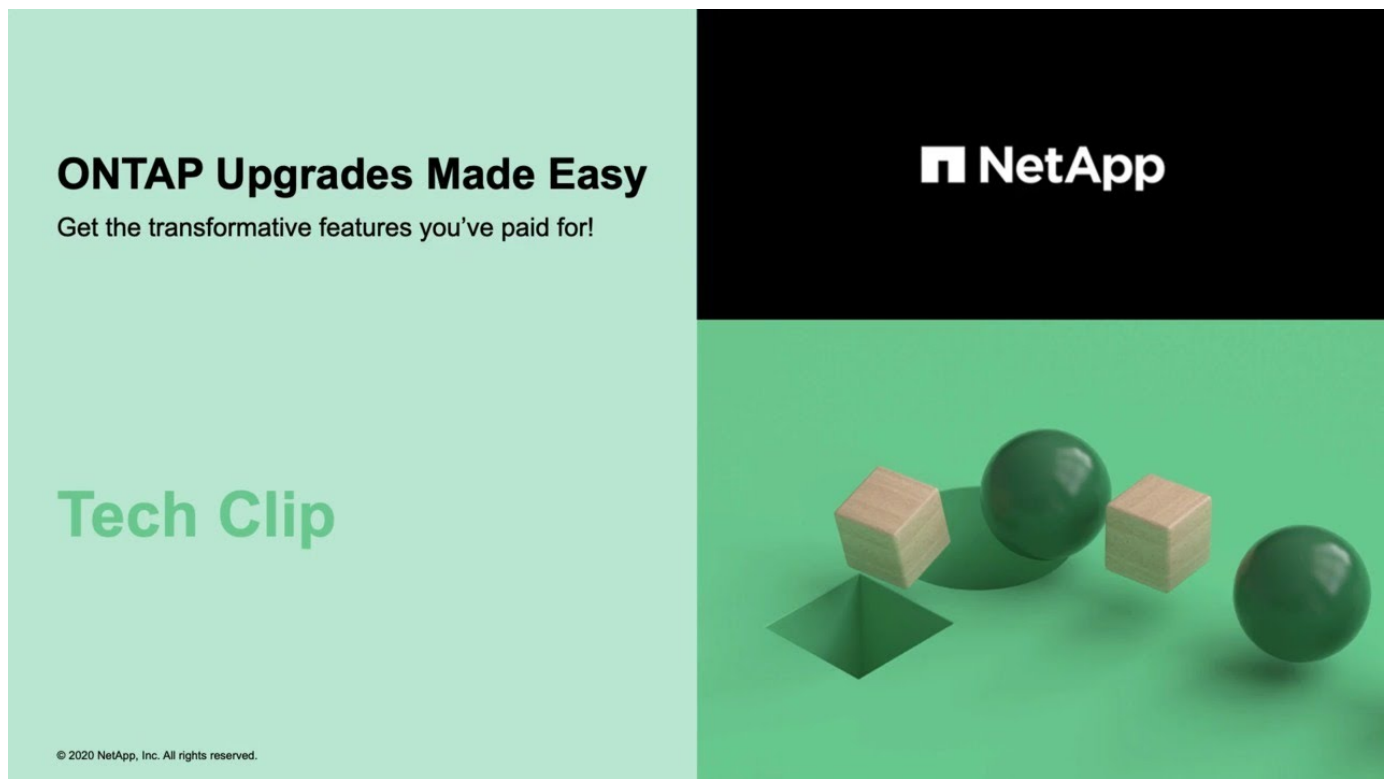 ONTAP Upgrades Made Easy
Get the transformative features you’ve paid for!
NetApp
Tech Clip
© 2020 NetApp, Inc. All rights reserved.